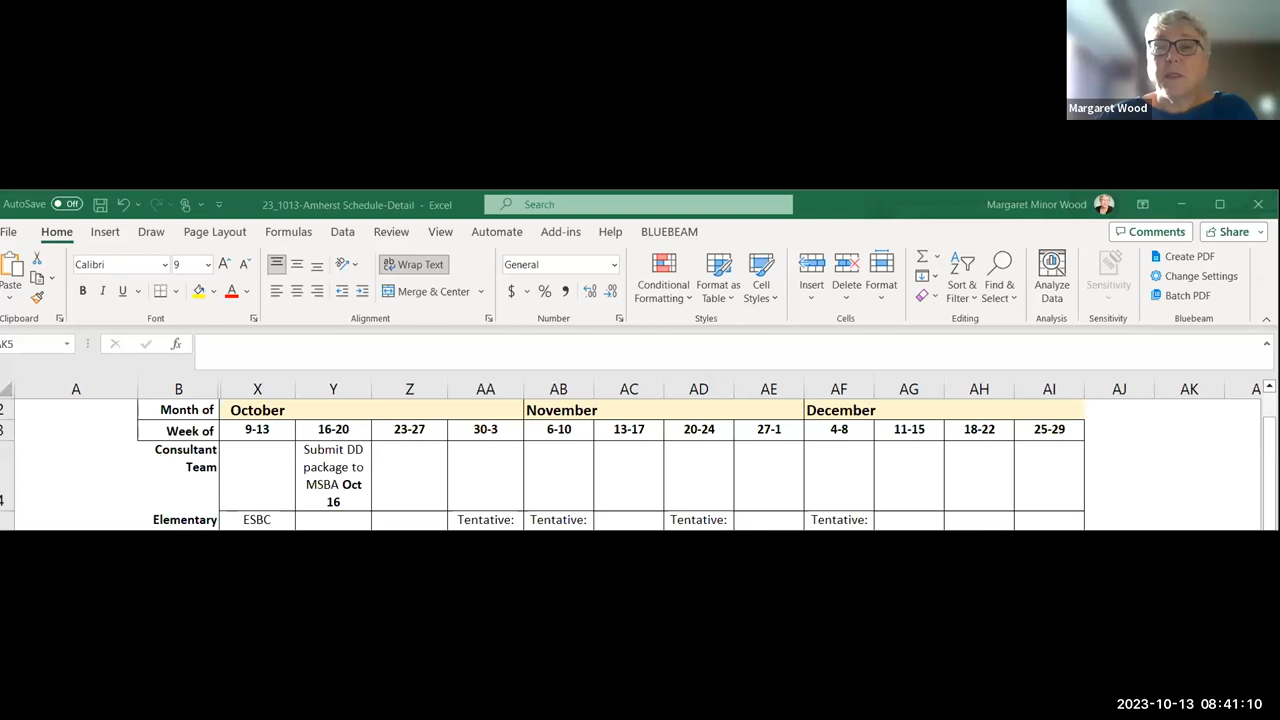 Margaret Wood
AutoSave Off 23_1013-Amherst Schedule-Detail - Excel Search Margaret Minor Wood
File Home Insert Draw Page Layout Formulas Data Review View Automate Add-ins Help BLUEBEAM Comments Share
Paste Calibri 9 A A Wrap Text General Conditional Formatting Format as Table Cell Styles Insert Delete Format Sort & Filter Find & Select Analyze Data Sensitivity Create PDF
Change Settings
B I U A Merge & Center $ % Batch PDF
Clipboard Font Alignment Number Styles Cells Editing Analysis Sensitivity Bluebeam
AK5 fx
A B X Y Z AA AB AC AD AE AF AG AH AI AJ AK A
2 Month of October November December
3 Week of 9-13 16-20 23-27 30-3 6-10 13-17 20-24 27-1 4-8 11-15 18-22 25-29
Consultant Submit DD
Team package to
MSBA Oct
4 16
Elementary ESBC Tentative: Tentative: Tentative: Tentative:
2023-10-13 08:41:10